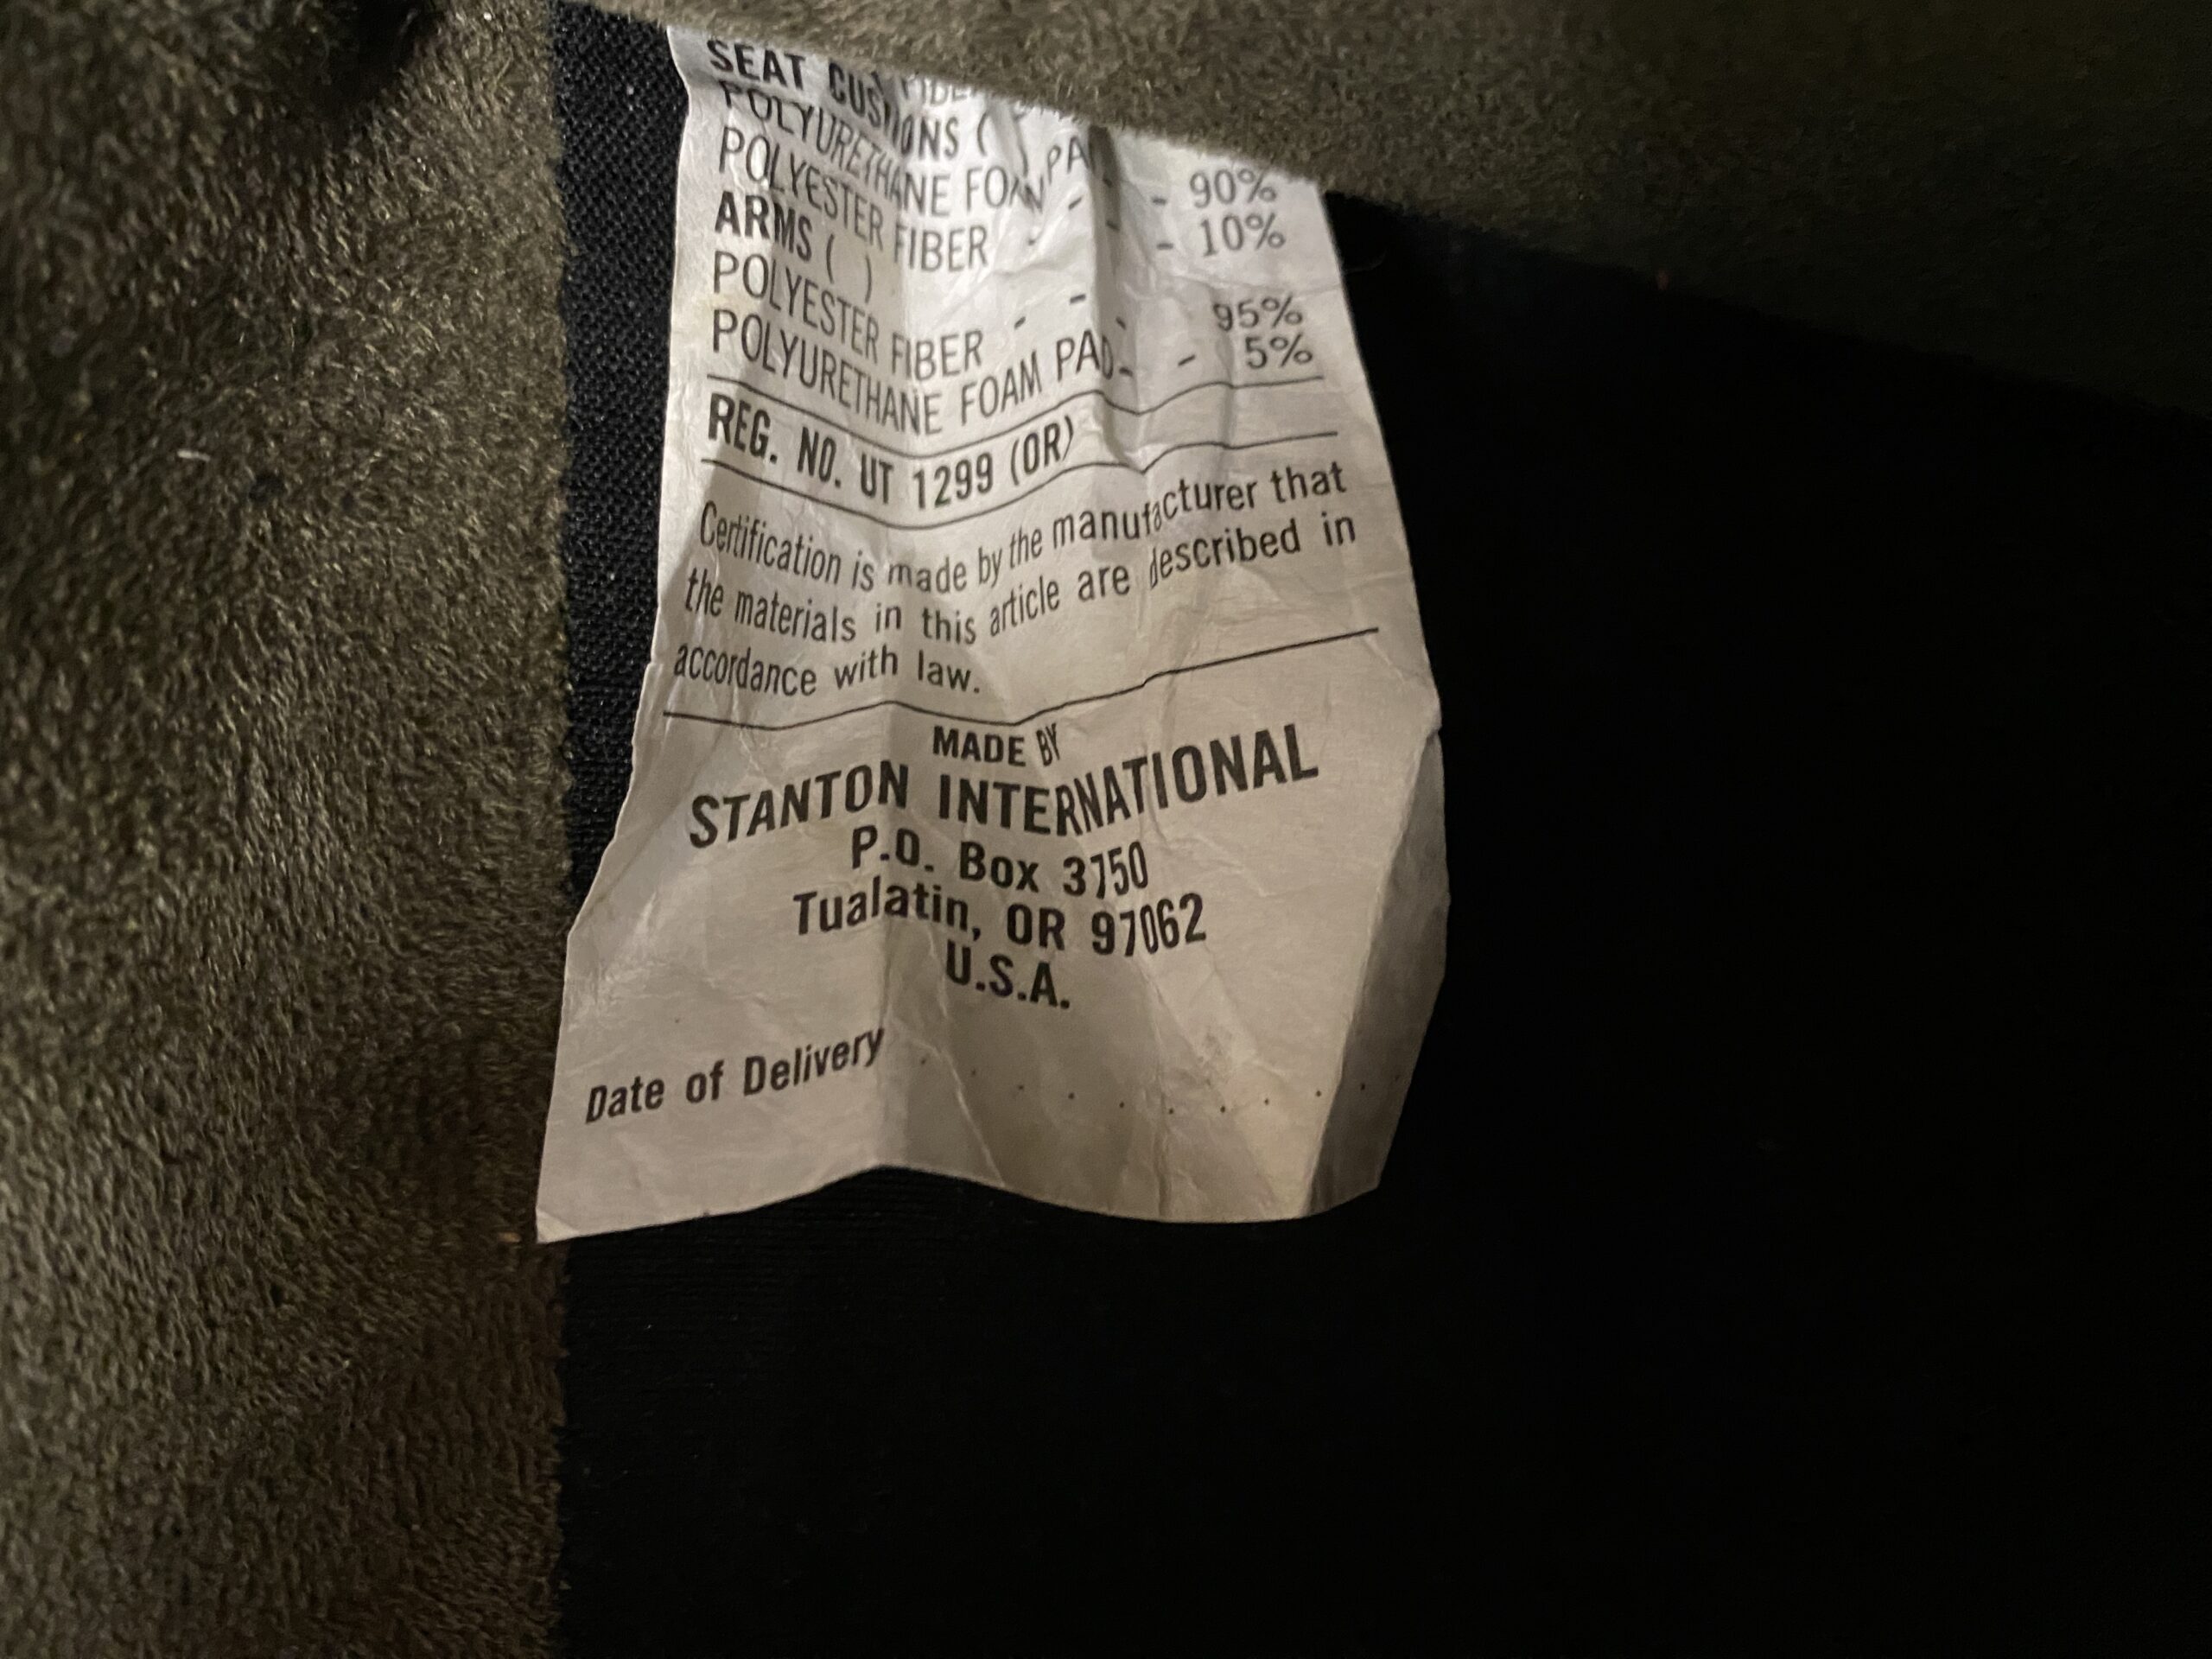 SEAT CUSHIONS ( )
POLYURETHANE FOAM PAD - - 90%
POLYESTER FIBER - - - 10%
ARMS ( )
POLYESTER FIBER - - - 95%
POLYURETHANE FOAM PAD - - 5%
REG. NO. UT 1299 (OR)
Certification is made by the manufacturer that
the materials in this article are described in
accordance with law.
MADE BY
STANTON INTERNATIONAL
P.O. Box 3750
Tualatin, OR 97062
U.S.A.
Date of Delivery . . . . . . . . . .